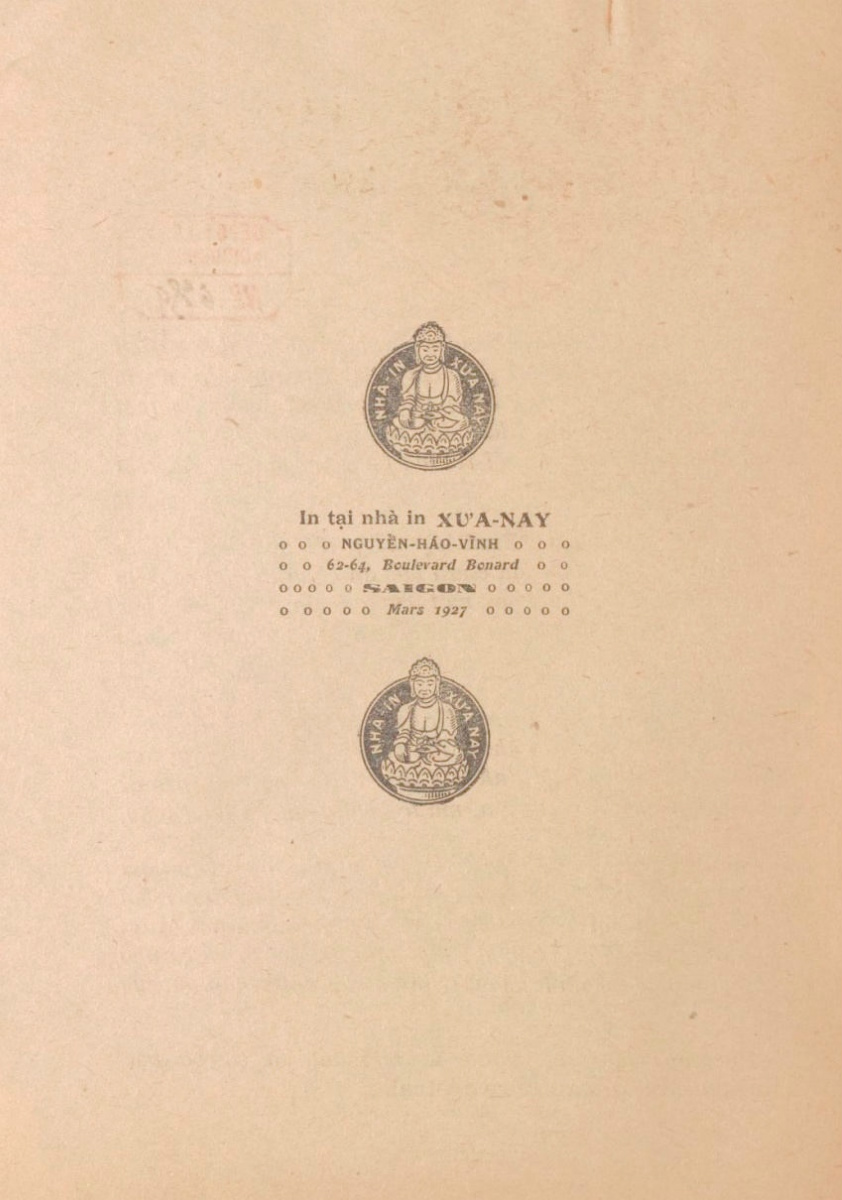 NHÀ-IN XƯA NAY
In tại nhà in XƯA-NAY
o o o NGUYỄN-HÁO-VĨNH o o o
o o 62-64, Boulevard Bonard o o
o o o o o SAIGON o o o o o
o o o o o Mars 1927 o o o o o
NHÀ-IN XƯA NAY